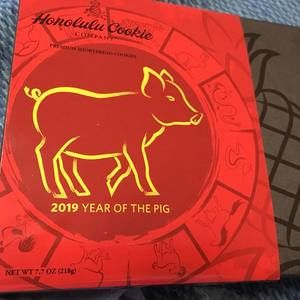 Honolulu Cookie
COMPANY
PREMIUM SHORTBREAD COOKIES
2019 YEAR OF THE PIG
NET WT 7.7 OZ (218g)